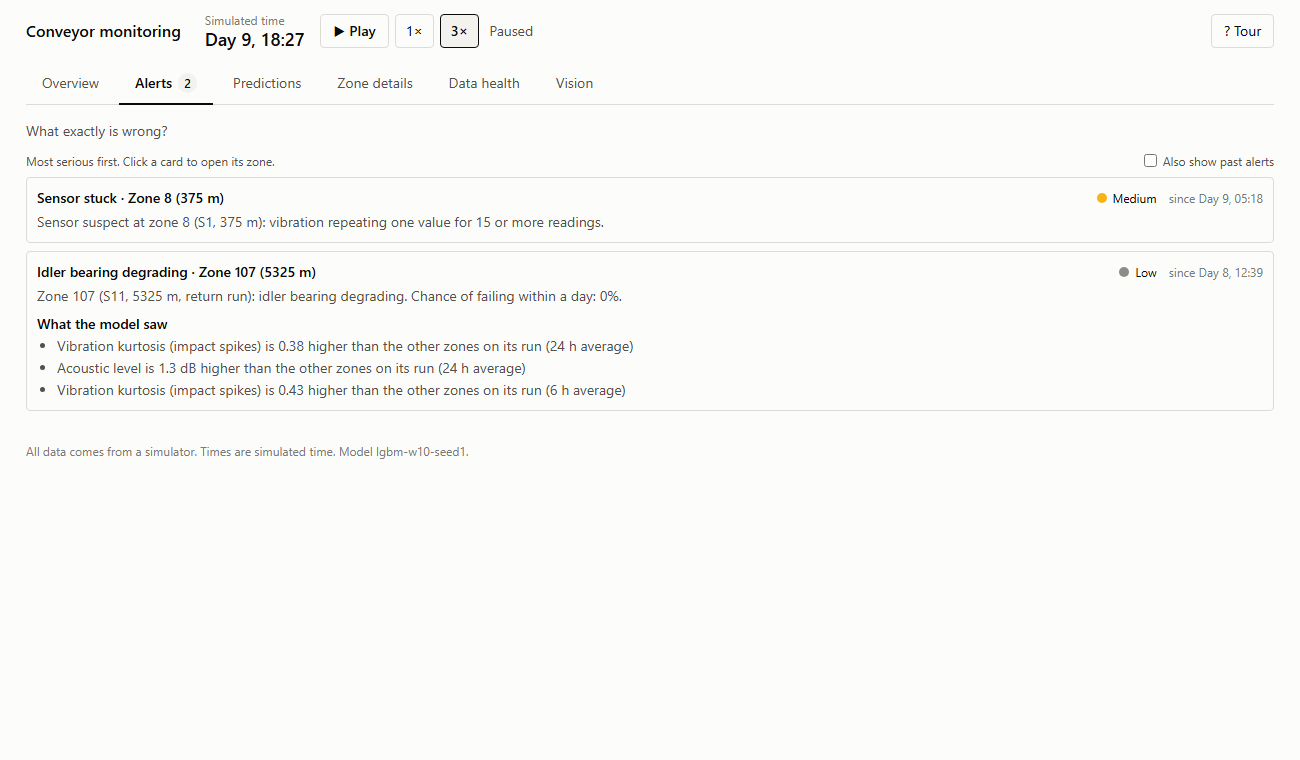 Conveyor monitoring
Simulated time
Day 9, 18:27
▶ Play
1×
3×
Paused
? Tour
Overview
Alerts 2
Predictions
Zone details
Data health
Vision
What exactly is wrong?
Most serious first. Click a card to open its zone.
Also show past alerts
Sensor stuck · Zone 8 (375 m)
Medium
since Day 9, 05:18
Sensor suspect at zone 8 (S1, 375 m): vibration repeating one value for 15 or more readings.
Idler bearing degrading · Zone 107 (5325 m)
Low
since Day 8, 12:39
Zone 107 (S11, 5325 m, return run): idler bearing degrading. Chance of failing within a day: 0%.
What the model saw
• Vibration kurtosis (impact spikes) is 0.38 higher than the other zones on its run (24 h average)
• Acoustic level is 1.3 dB higher than the other zones on its run (24 h average)
• Vibration kurtosis (impact spikes) is 0.43 higher than the other zones on its run (6 h average)
All data comes from a simulator. Times are simulated time. Model lgbm-w10-seed1.